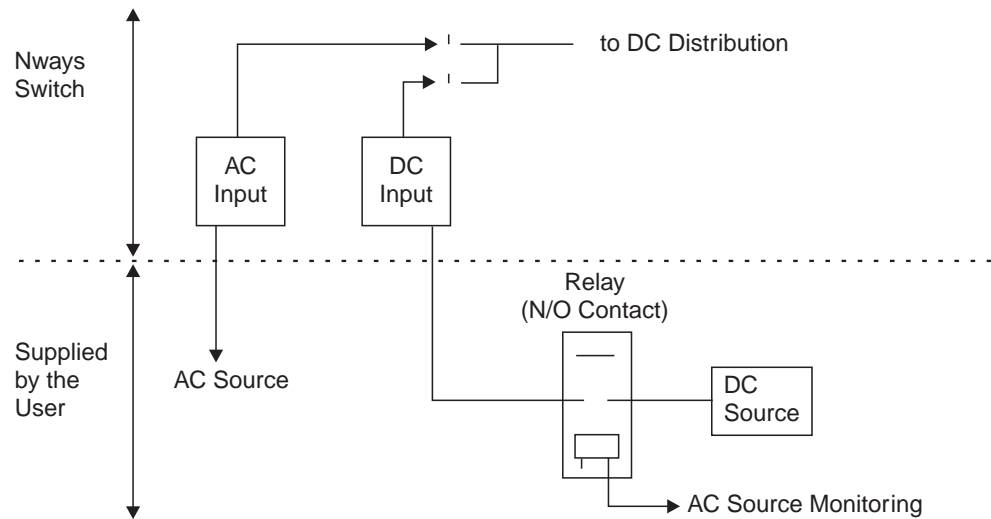 Nways
Switch
to DC Distribution
AC
Input
DC
Input
Relay
(N/O Contact)
Supplied
by the
User
AC Source
DC
Source
AC Source Monitoring